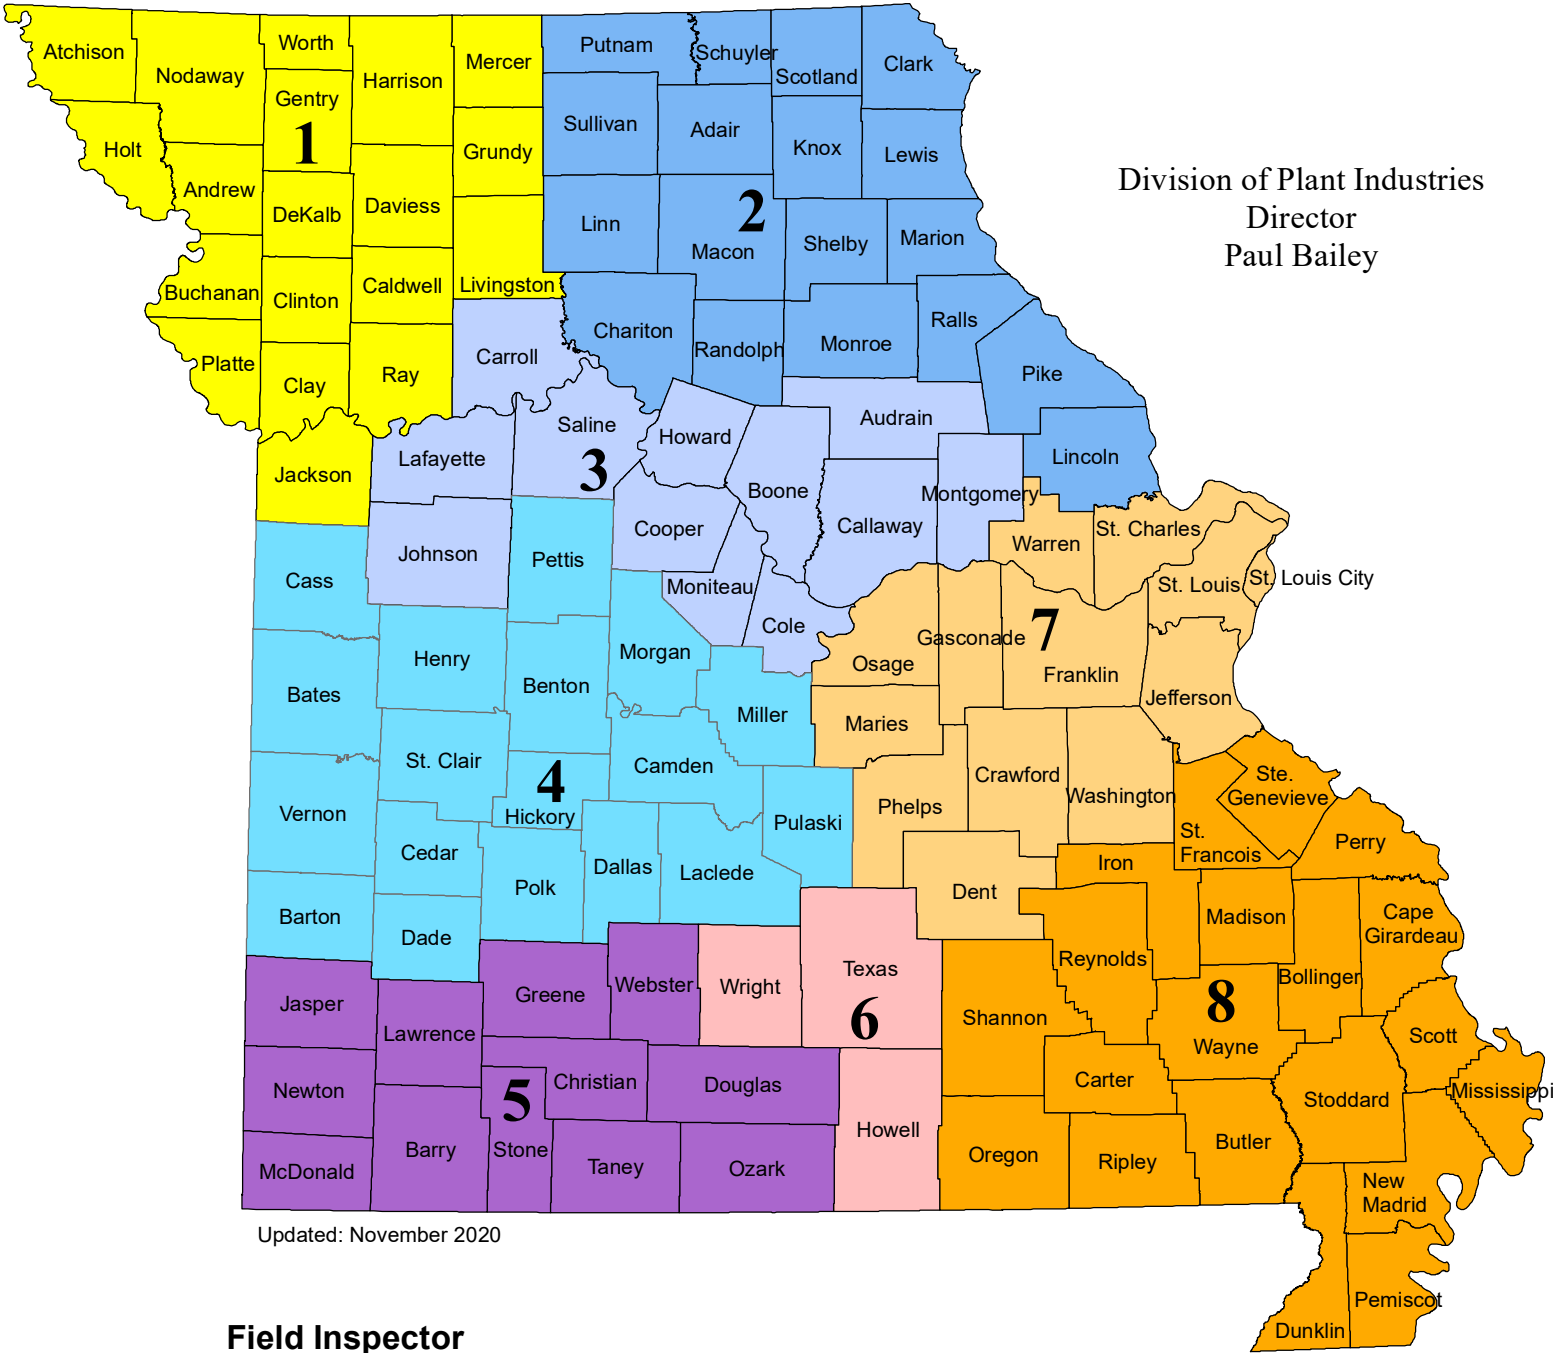 Atchison
Nodaway
Worth
Harrison
Mercer
Putnam
Schuyler
Scotland
Clark
Gentry
1
Holt
Andrew
DeKalb
Daviess
Grundy
Sullivan
Adair
Knox
Lewis
Linn
2
Macon
Shelby
Marion
Division of Plant Industries
Director
Paul Bailey
Buchanan
Clinton
Caldwell
Livingston
Platte
Clay
Ray
Carroll
Chariton
Randolph
Monroe
Ralls
Pike
Audrain
Lincoln
Jackson
Lafayette
Saline
3
Howard
Boone
Callaway
Montgomery
Johnson
Pettis
Cooper
Moniteau
Cole
Warren
St. Charles
St. Louis
St. Louis City
Cass
Bates
Henry
Benton
Morgan
Miller
Osage
Gasconade
7
Franklin
Jefferson
Maries
St. Clair
4
Hickory
Camden
Pulaski
Phelps
Crawford
Washington
Ste.
Genevieve
St.
Francois
Perry
Vernon
Cedar
Polk
Dallas
Laclede
Dent
Iron
Barton
Dade
Madison
Cape
Girardeau
Reynolds
Bollinger
Jasper
Lawrence
Greene
Webster
Wright
Texas
6
Shannon
8
Wayne
Scott
Mississippi
Newton
5
Christian
Douglas
Carter
Stoddard
McDonald
Barry
Stone
Taney
Ozark
Howell
Oregon
Ripley
Butler
New
Madrid
Pemiscot
Dunklin
Updated: November 2020
Field Inspector